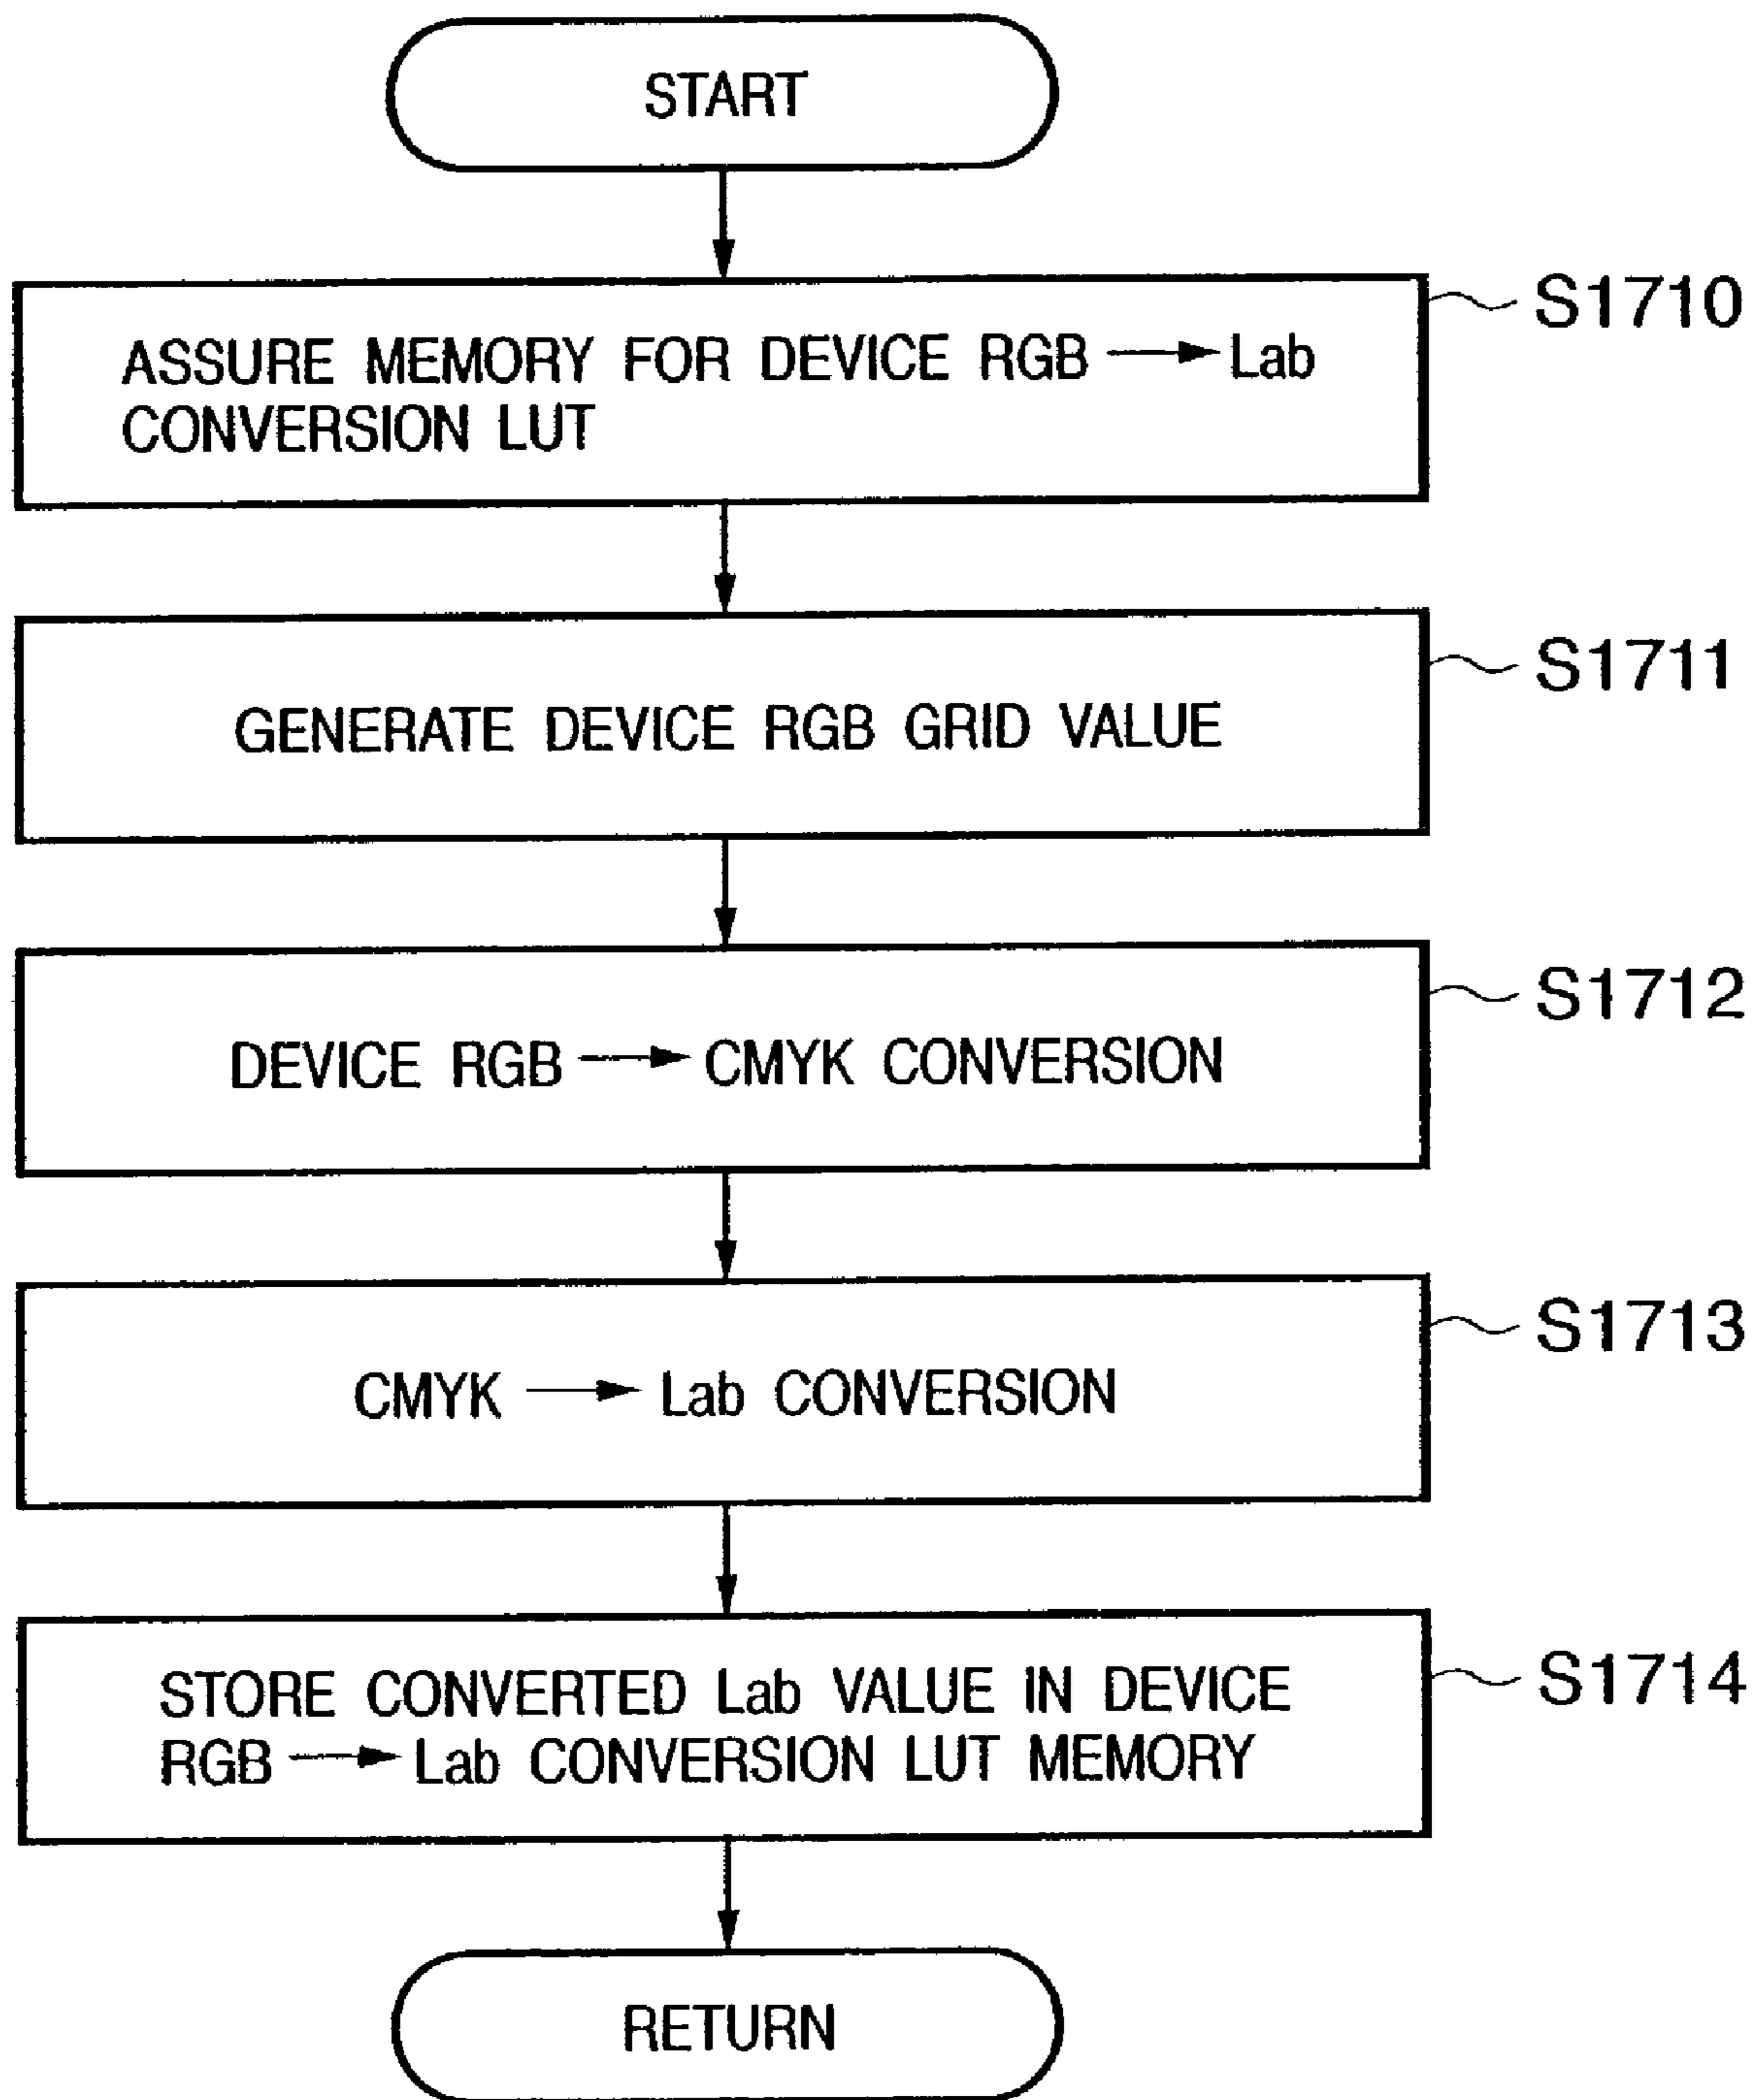 START
S1710
ASSURE MEMORY FOR DEVICE RGB → Lab
CONVERSION LUT
S1711
GENERATE DEVICE RGB GRID VALUE
S1712
DEVICE RGB → CMYK CONVERSION
S1713
CMYK → Lab CONVERSION
S1714
STORE CONVERTED Lab VALUE IN DEVICE
RGB → Lab CONVERSION LUT MEMORY
RETURN